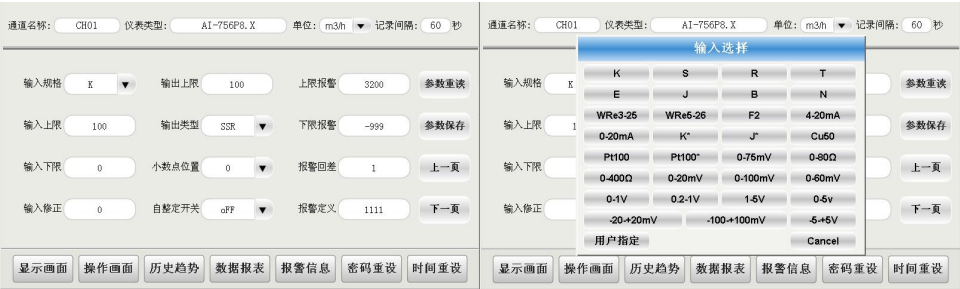 通道名称: CH01 仪表类型: AI-756P8.X 单位: m3/h 记录间隔: 60 秒
输入规格 K 输出上限 100 上限报警 3200 参数重读
输入上限 100 输出类型 SSR 下限报警 -999 参数保存
输入下限 0 小数点位置 0 报警回差 1 上一页
输入修正 0 自整定开关 oFF 报警定义 1111 下一页
显示画面 操作画面 历史趋势 数据报表 报警信息 密码重设 时间重设
通道名称: CH01 仪表类型: AI-756P8.X 单位: m3/h 记录间隔: 60 秒
输入选择
输入规格 K K S R T 参数重读
E J B N
输入上限 1 WRe3-25 WRe5-26 F2 4-20mA 参数保存
0-20mA K* J* Cu50
输入下限 Pt100 Pt100* 0-75mV 0-80Ω 上一页
0-400Ω 0-20mV 0-100mV 0-60mV
输入修正 0-1V 0.2-1V 1-5V 0-5v 下一页
-20-+20mV -100-+100mV -5-+5V
用户指定 Cancel
显示画面 操作画面 历史趋势 数据报表 报警信息 密码重设 时间重设